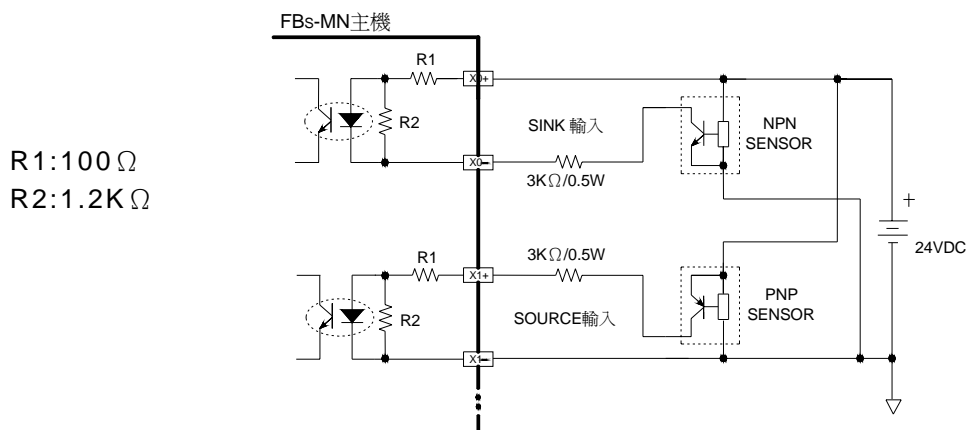 FBs-MN主機
R1
X0+
R2
SINK 輸入
NPN
SENSOR
X0−
3KΩ/0.5W
R1:100Ω
R2:1.2KΩ
+
24VDC
3KΩ/0.5W
R1
X1+
R2
SOURCE輸入
PNP
SENSOR
X1−